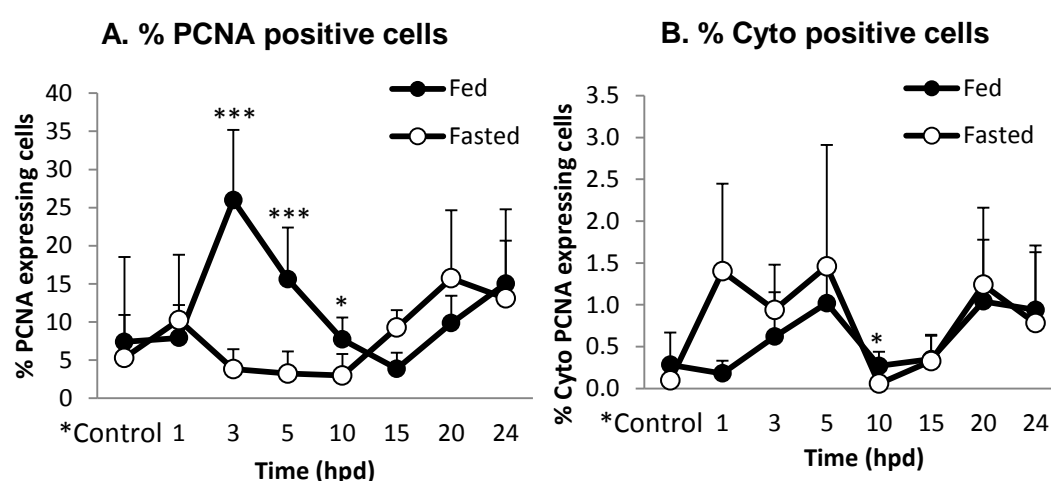 A. % PCNA positive cells
% PCNA expressing cells
40
35
30
25
20
15
10
5
0
Fed
Fasted
***
***
*
*Control 1 3 5 10 15 20 24
Time (hpd)
B. % Cyto positive cells
% Cyto PCNA expressing cells
3.5
3.0
2.5
2.0
1.5
1.0
0.5
0.0
Fed
Fasted
*
*Control 1 3 5 10 15 20 24
Time (hpd)